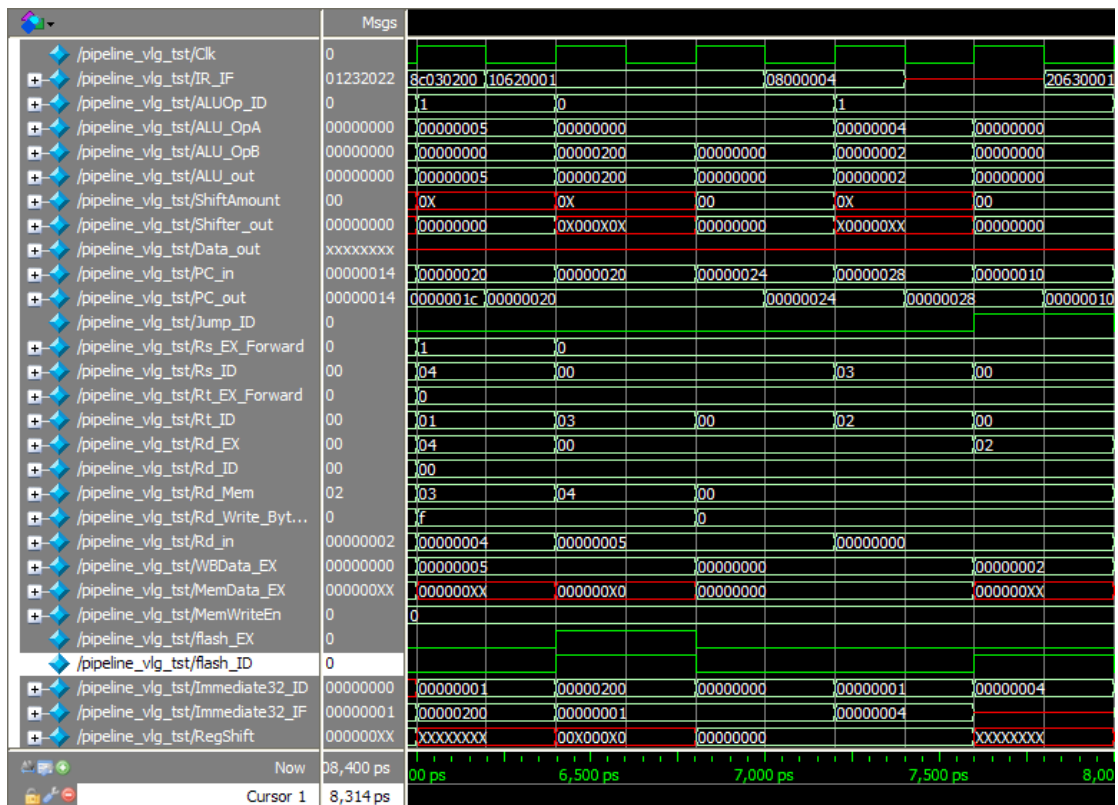 Msgs
/pipeline_vlg_tst/Clk 0
/pipeline_vlg_tst/IR_IF 01232022 8c030200 10620001 08000004 20630001
/pipeline_vlg_tst/ALUOp_ID 0 1 0 1
/pipeline_vlg_tst/ALU_OpA 00000000 00000005 00000000 00000004 00000000
/pipeline_vlg_tst/ALU_OpB 00000000 00000000 00000200 00000000 00000002 00000000
/pipeline_vlg_tst/ALU_out 00000000 00000005 00000200 00000000 00000002 00000000
/pipeline_vlg_tst/ShiftAmount 00 0X 0X 00 0X 00
/pipeline_vlg_tst/Shifter_out 00000000 00000000 0X000X0X 00000000 X00000XX 00000000
/pipeline_vlg_tst/Data_out xxxxxxxx
/pipeline_vlg_tst/PC_in 00000014 00000020 00000020 00000024 00000028 00000010
/pipeline_vlg_tst/PC_out 00000014 0000001c 00000020 00000024 00000028 00000010
/pipeline_vlg_tst/Jump_ID 0
/pipeline_vlg_tst/Rs_EX_Forward 0 1 0
/pipeline_vlg_tst/Rs_ID 00 04 00 03 00
/pipeline_vlg_tst/Rt_EX_Forward 0 0
/pipeline_vlg_tst/Rt_ID 00 01 03 00 02 00
/pipeline_vlg_tst/Rd_EX 00 04 00 02
/pipeline_vlg_tst/Rd_ID 00 00
/pipeline_vlg_tst/Rd_Mem 02 03 04 00
/pipeline_vlg_tst/Rd_Write_Byt... 0 f 0
/pipeline_vlg_tst/Rd_in 00000002 00000004 00000005 00000000
/pipeline_vlg_tst/WBData_EX 00000000 00000005 00000000 00000002
/pipeline_vlg_tst/MemData_EX 000000XX 000000XX 000000X0 00000000 000000XX
/pipeline_vlg_tst/MemWriteEn 0 0
/pipeline_vlg_tst/flash_EX 0
/pipeline_vlg_tst/flash_ID 0
/pipeline_vlg_tst/Immediate32_ID 00000000 00000001 00000200 00000000 00000001 00000004
/pipeline_vlg_tst/Immediate32_IF 00000001 00000200 00000001 00000004
/pipeline_vlg_tst/RegShift 000000XX XXXXXXXX 00X000X0 00000000 XXXXXXXX
Now 08,400 ps 00 ps 6,500 ps 7,000 ps 7,500 ps 8,00
Cursor 1 8,314 ps